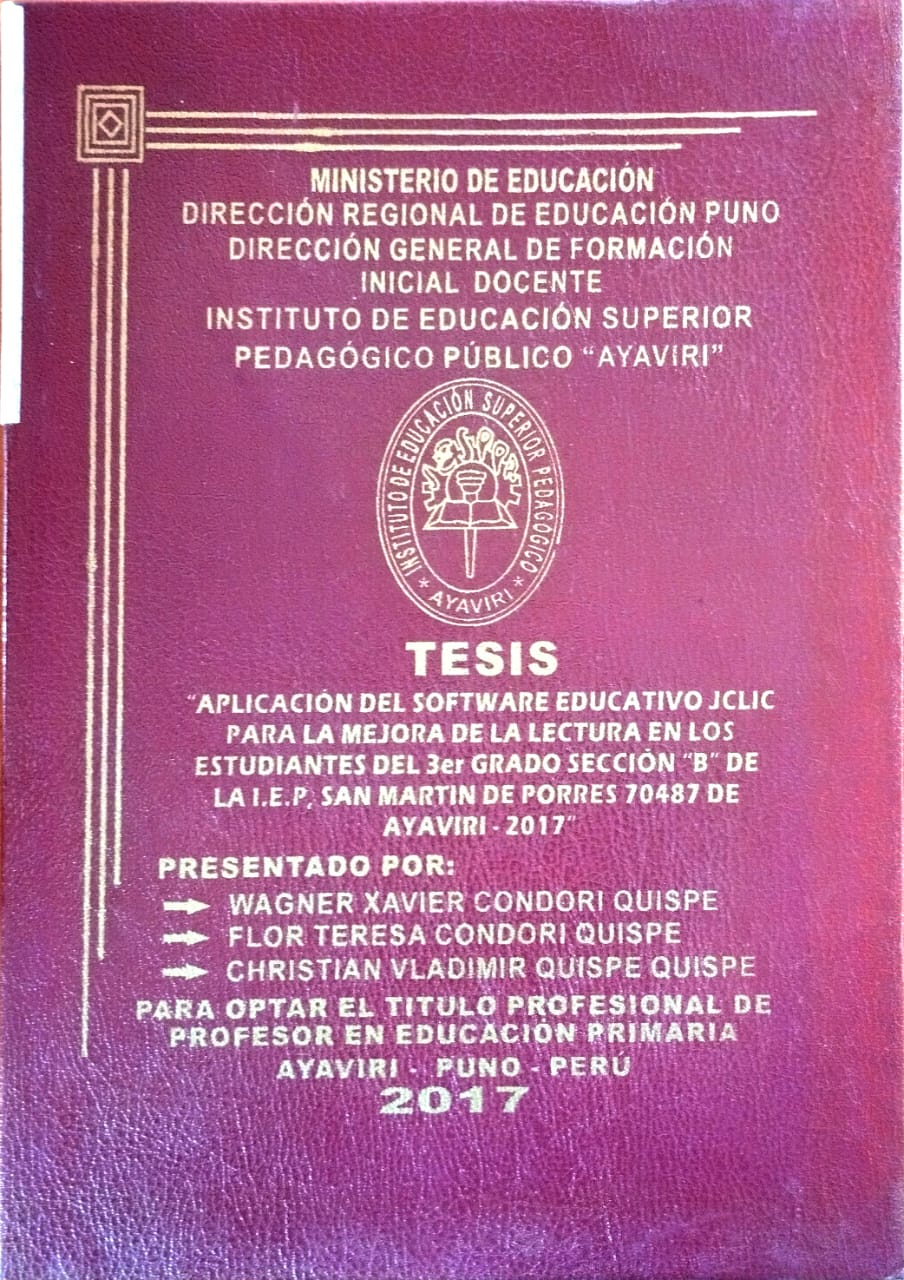 MINISTERIO DE EDUCACIÓN
DIRECCIÓN REGIONAL DE EDUCACIÓN PUNO
DIRECCIÓN GENERAL DE FORMACIÓN
INICIAL DOCENTE
INSTITUTO DE EDUCACIÓN SUPERIOR
PEDAGÓGICO PÚBLICO “AYAVIRI”
INSTITUTO DE EDUCACIÓN SUPERIOR PEDAGÓGICO
* AYAVIRI *
TESIS
“APLICACIÓN DEL SOFTWARE EDUCATIVO JCLIC
PARA LA MEJORA DE LA LECTURA EN LOS
ESTUDIANTES DEL 3er GRADO SECCIÓN “B” DE
LA I.E.P, SAN MARTIN DE PORRES 70487 DE
AYAVIRI - 2017”
PRESENTADO POR:
WAGNER XAVIER CONDORI QUISPE
FLOR TERESA CONDORI QUISPE
CHRISTIAN VLADIMIR QUISPE QUISPE
PARA OPTAR EL TITULO PROFESIONAL DE
PROFESOR EN EDUCACIÓN PRIMARIA
AYAVIRI - PUNO - PERÚ
2017